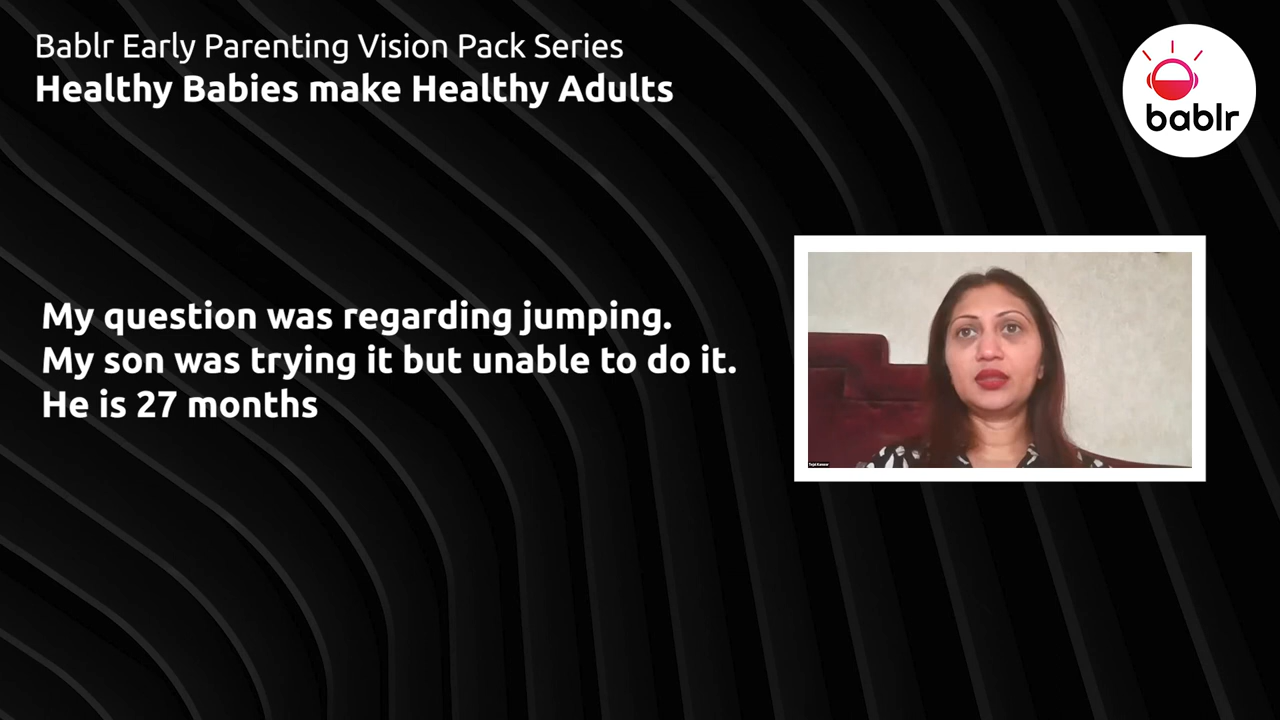 Bablr Early Parenting Vision Pack Series
Healthy Babies make Healthy Adults
bablr
My question was regarding jumping.
My son was trying it but unable to do it.
He is 27 months